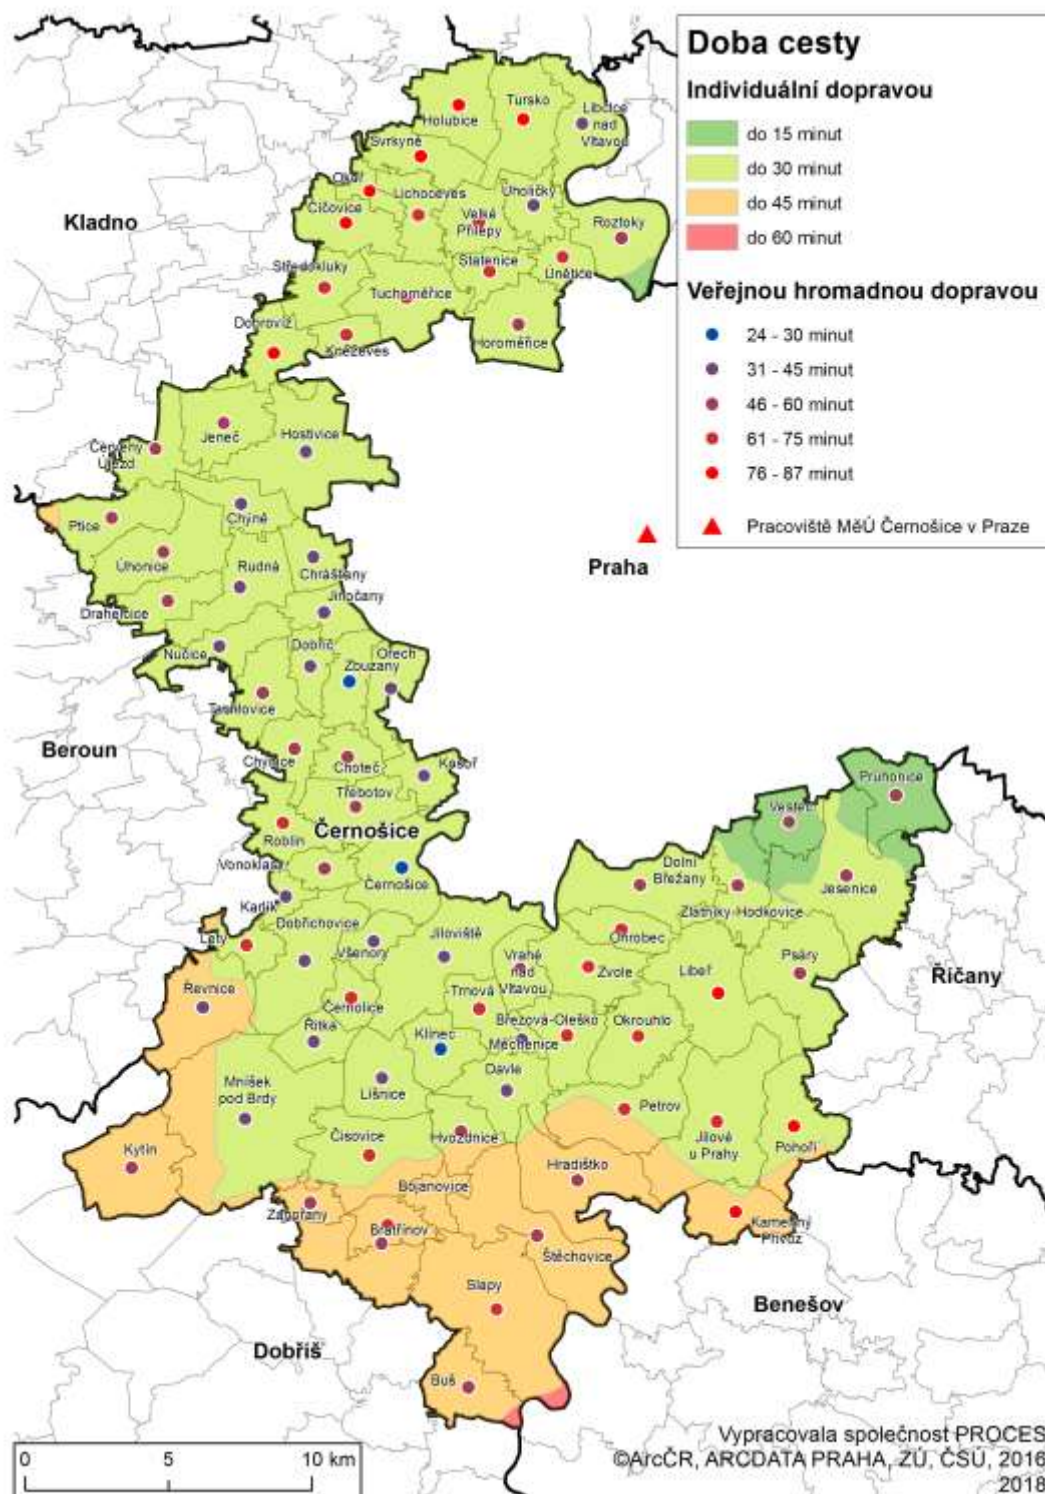 Doba cesty
Individuální dopravou
do 15 minut
do 30 minut
do 45 minut
do 60 minut
Veřejnou hromadnou dopravou
24 - 30 minut
31 - 45 minut
46 - 60 minut
61 - 75 minut
76 - 87 minut
Pracoviště MěÚ Černošice v Praze
Holubice
Tursko
Libčice
nad
Vltavou
Svrkyně
Okoř
Lichoceves
Úholičky
Číčovice
Velké
Přílepy
Roztoky
Kladno
Statenice
Únětice
Středokluky
Tuchoměřice
Dobrovíz
Kněževes
Horoměřice
Jeneč
Hostivice
Červený
Újezd
Ptice
Chýně
Praha
Úhonice
Rudná
Chrášťany
Jinočany
Drahelčice
Nučice
Dobříč
Ořech
Zbuzany
Tachlovice
Beroun
Chýnice
Choteč
Kosoř
Průhonice
Třebotov
Vestec
Roblín
Černošice
Vonoklasy
Černošice
Dolní
Břežany
Jesenice
Karlík
Zlatníky-Hodkovice
Dobřichovice
Lety
Všenory
Jíloviště
Ohrobec
Vrané
nad
Vltavou
Zvole
Libeř
Psáry
Říčany
Řevnice
Černolice
Trnová
Březová-Oleško
Okrouhlo
Řitka
Klínec
Měchenice
Mníšek
pod Brdy
Líšnice
Davle
Petrov
Čisovice
Hvozdnice
Jílové
u Prahy
Pohoří
Kytín
Hradištko
Bojanovice
Zahořany
Bratřínov
Kamenný
Přívoz
Štěchovice
Slapy
Benešov
Dobříš
Buš
0 5 10 km
Vypracovala společnost PROCES
©ArcČR, ARCDATA PRAHA, ZÚ, ČSÚ, 2016
2018